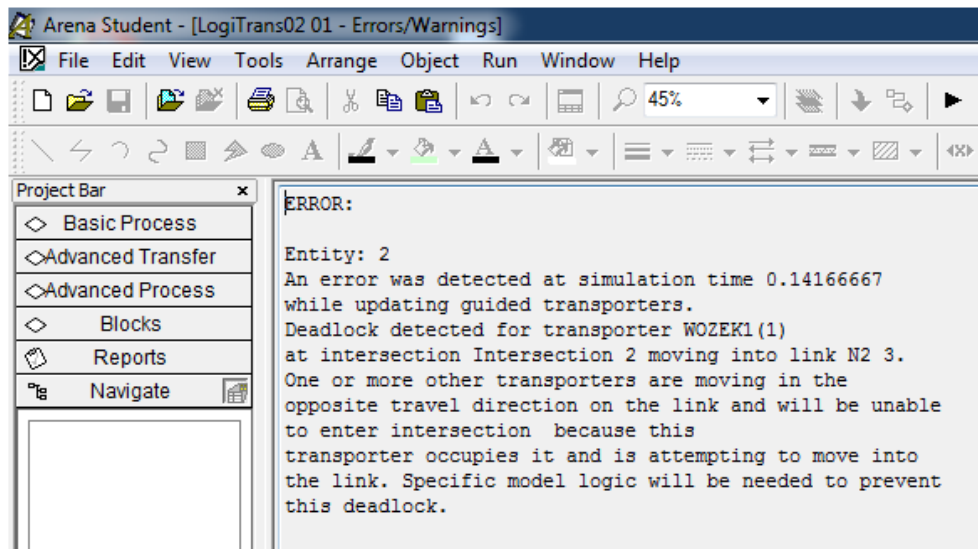 Arena Student - [LogiTrans02 01 - Errors/Warnings]
File Edit View Tools Arrange Object Run Window Help
45%
Project Bar
Basic Process
Advanced Transfer
Advanced Process
Blocks
Reports
Navigate
ERROR:
Entity: 2
An error was detected at simulation time 0.14166667
while updating guided transporters.
Deadlock detected for transporter WOZEK1(1)
at intersection Intersection 2 moving into link N2 3.
One or more other transporters are moving in the
opposite travel direction on the link and will be unable
to enter intersection  because this
transporter occupies it and is attempting to move into
the link. Specific model logic will be needed to prevent
this deadlock.